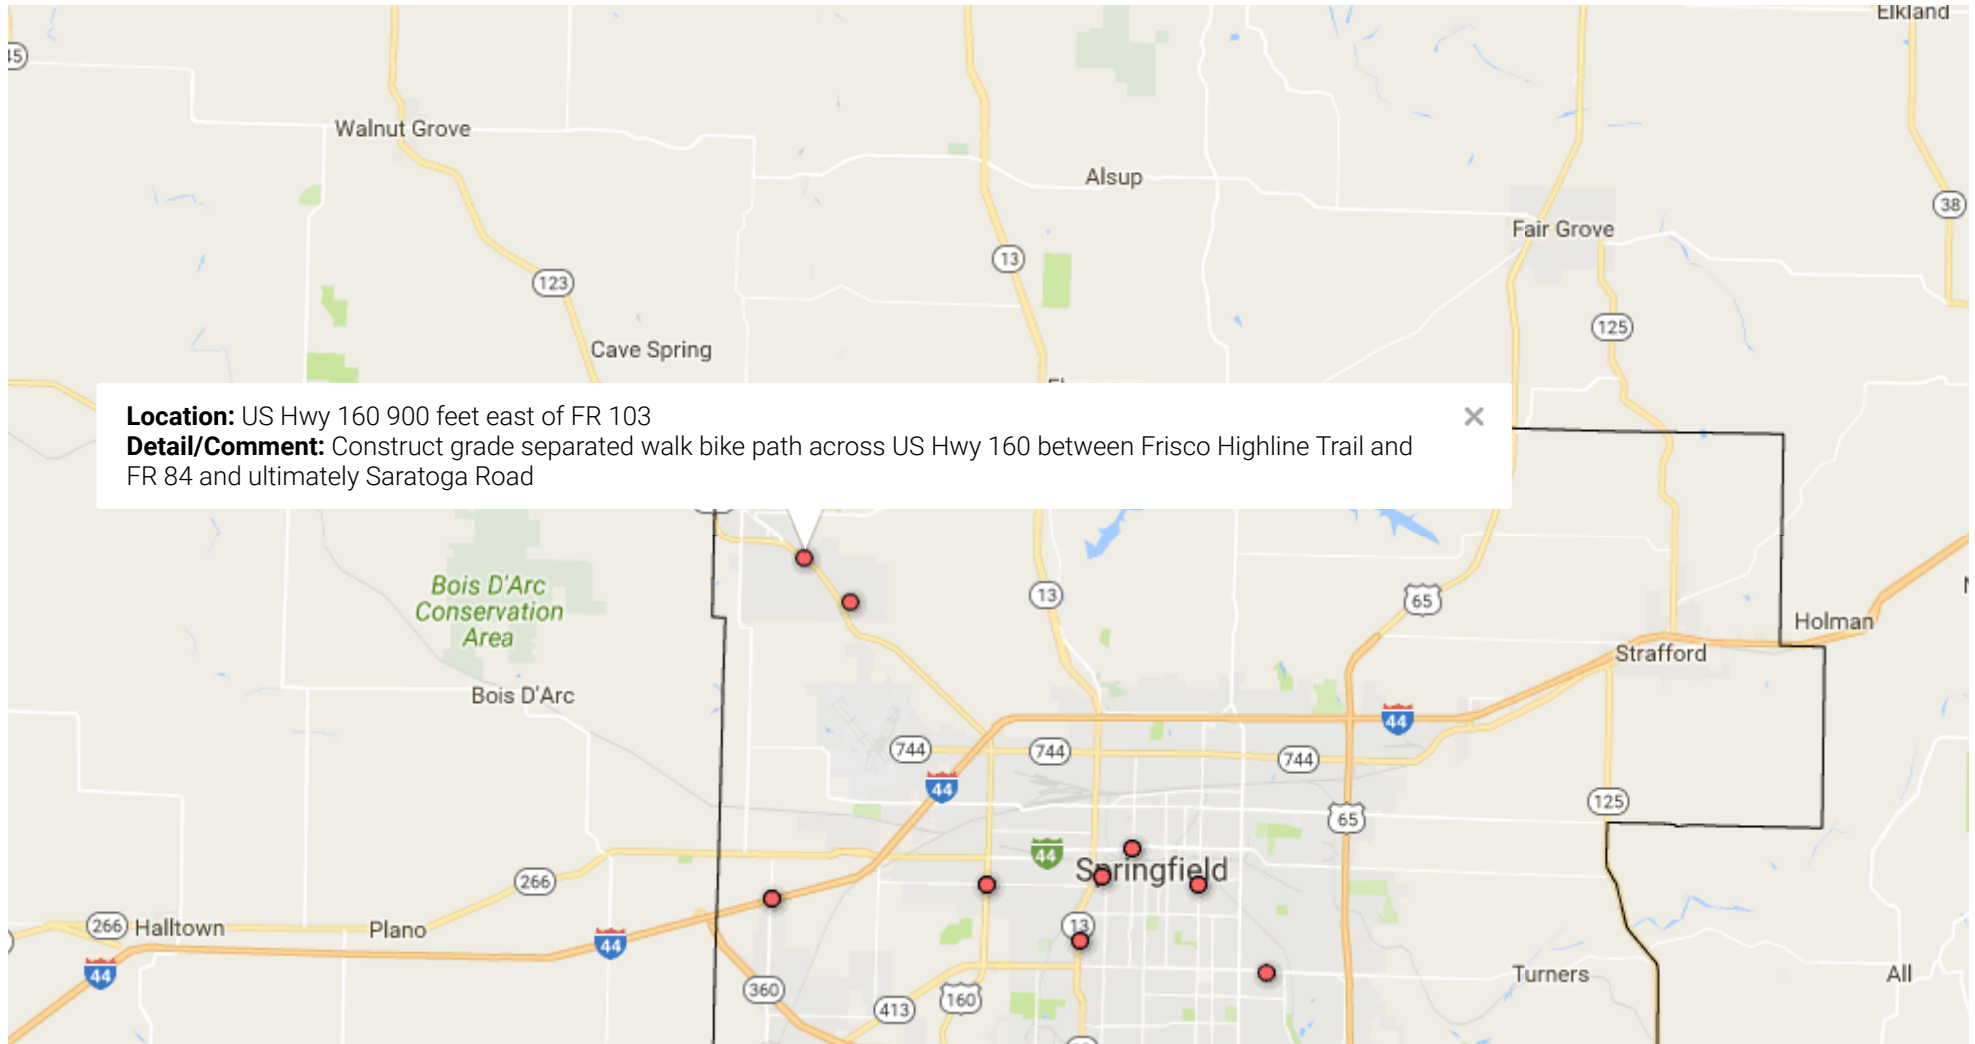 Elkland
45
Walnut Grove
Alsup
38
Fair Grove
13
123
125
Cave Spring
Location: US Hwy 160 900 feet east of FR 103
Detail/Comment: Construct grade separated walk bike path across US Hwy 160 between Frisco Highline Trail and
FR 84 and ultimately Saratoga Road
Bois D'Arc
Conservation
Area
13
65
Holman
Strafford
Bois D'Arc
44
744
744
744
44
125
65
44
Springfield
266
266
Halltown
Plano
13
44
44
Turners
All
360
160
413